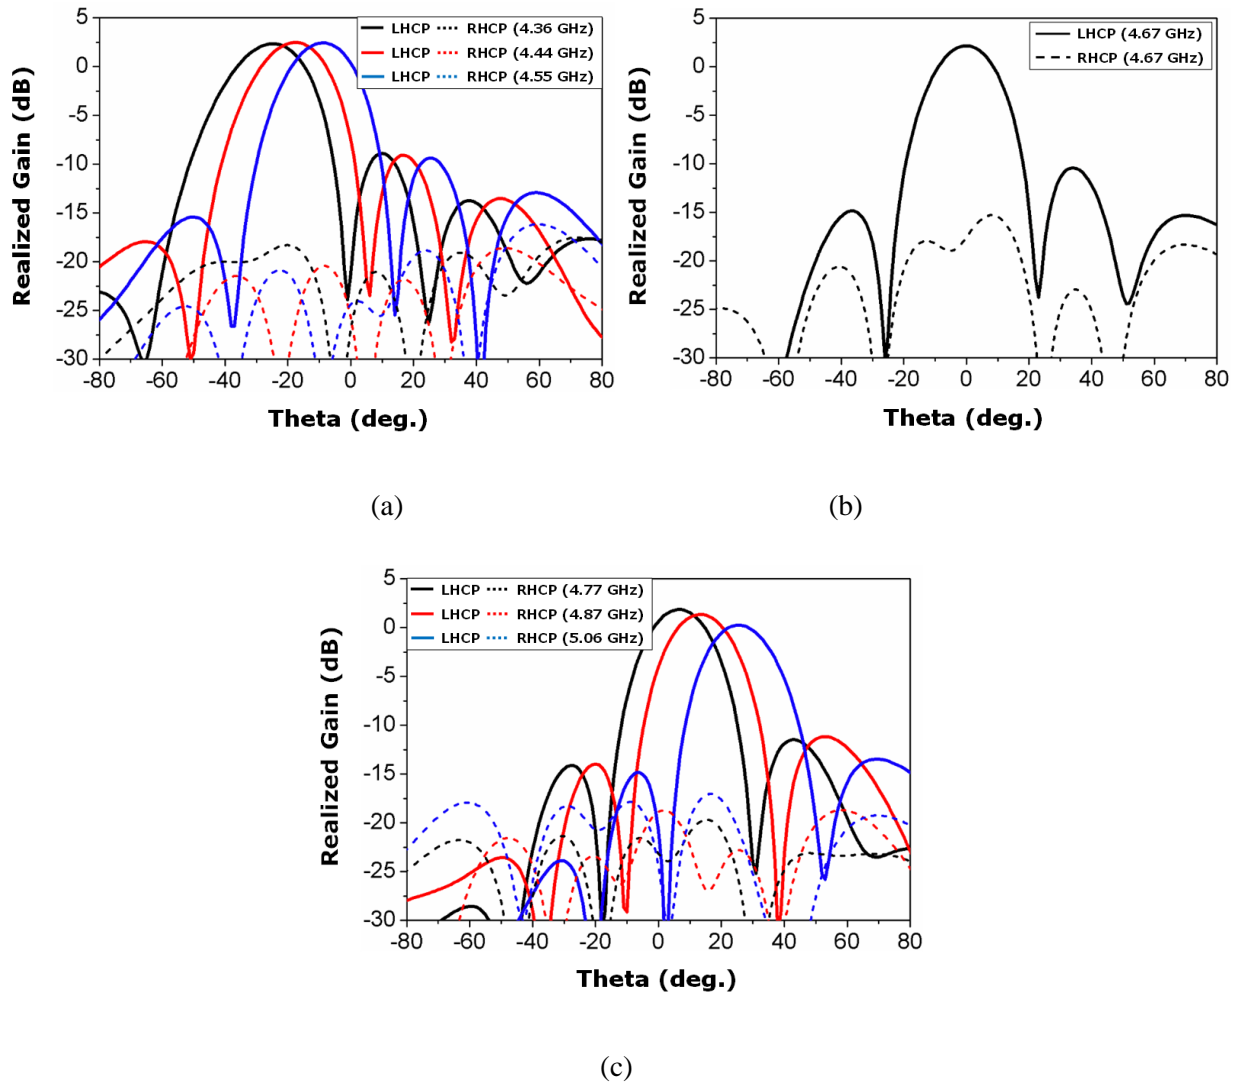 LHCP RHCP (4.36 GHz)
LHCP RHCP (4.44 GHz)
LHCP RHCP (4.55 GHz)
5
0
-5
-10
-15
-20
-25
-30
Realized Gain (dB)
-80 -60 -40 -20 0 20 40 60 80
Theta (deg.)
(a)
LHCP (4.67 GHz)
RHCP (4.67 GHz)
5
0
-5
-10
-15
-20
-25
-30
Realized Gain (dB)
-80 -60 -40 -20 0 20 40 60 80
Theta (deg.)
(b)
LHCP RHCP (4.77 GHz)
LHCP RHCP (4.87 GHz)
LHCP RHCP (5.06 GHz)
5
0
-5
-10
-15
-20
-25
-30
Realized Gain (dB)
-80 -60 -40 -20 0 20 40 60 80
Theta (deg.)
(c)